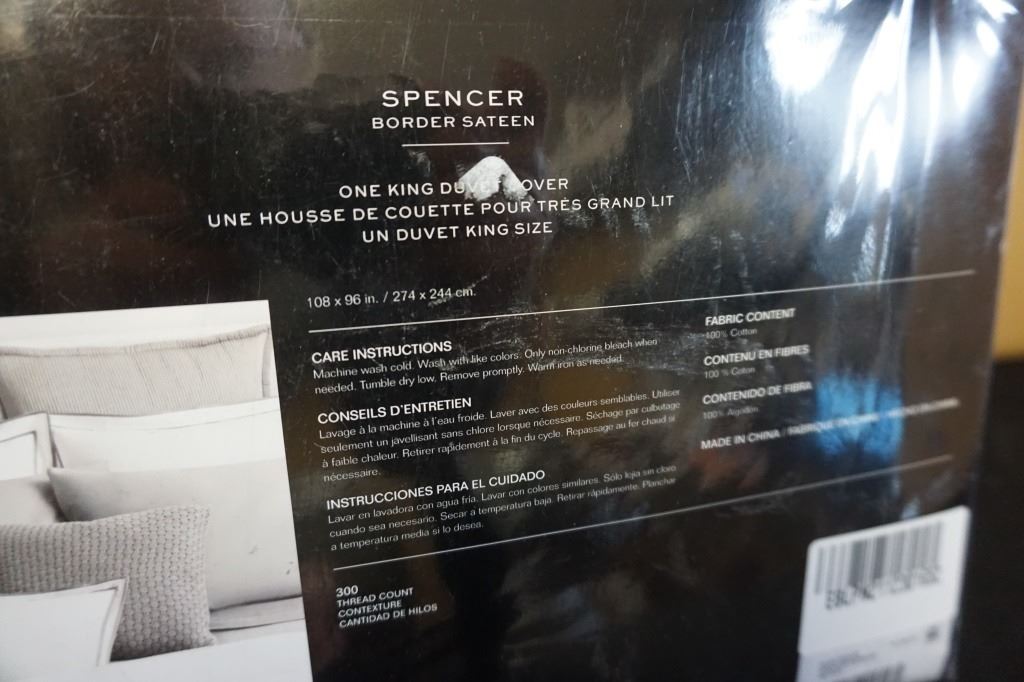 SPENCER
BORDER SATEEN
ONE KING DUVET COVER
UNE HOUSSE DE COUETTE POUR TRÈS GRAND LIT
UN DUVET KING SIZE
108 x 96 in. / 274 x 244 cm.
CARE INSTRUCTIONS
Machine wash cold. Wash with like colors. Only non-chlorine bleach when
needed. Tumble dry low. Remove promptly. Warm iron as needed.
CONSEILS D'ENTRETIEN
Lavage à la machine à l'eau froide. Laver avec des couleurs semblables. Utiliser
seulement un javellisant sans chlore lorsque nécessaire. Séchage par culbutage
à faible chaleur. Retirer rapidement à la fin du cycle. Repassage au fer chaud si
nécessaire.
INSTRUCCIONES PARA EL CUIDADO
Lavar en lavadora con agua fría. Lavar con colores similares. Sólo lejía sin cloro
cuando sea necesario. Secar a temperatura baja. Retirar rápidamente. Planchar
a temperatura media si lo desea.
300
THREAD COUNT
CONTEXTURE
CANTIDAD DE HILOS
FABRIC CONTENT
100% Cotton
CONTENU EN FIBRES
100 % Coton
CONTENIDO DE FIBRA
100% Algodón
MADE IN CHINA /